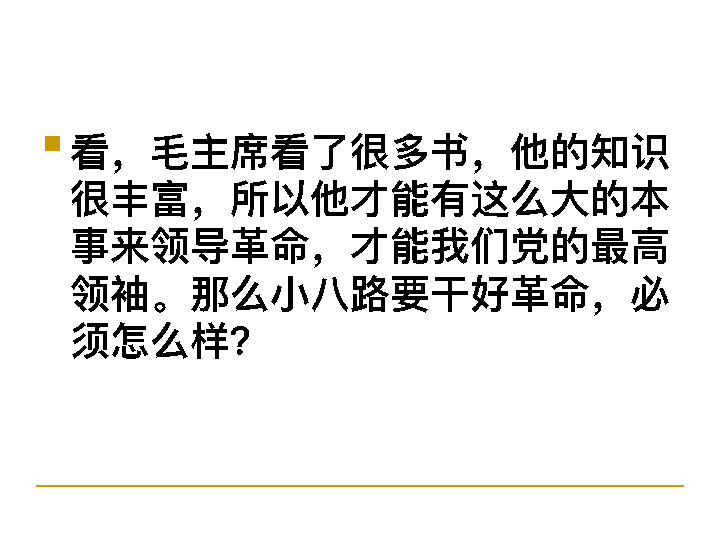 看，毛主席看了很多书，他的知识
很丰富，所以他才能有这么大的本
事来领导革命，才能我们党的最高
领袖。那么小八路要干好革命，必
须怎么样？